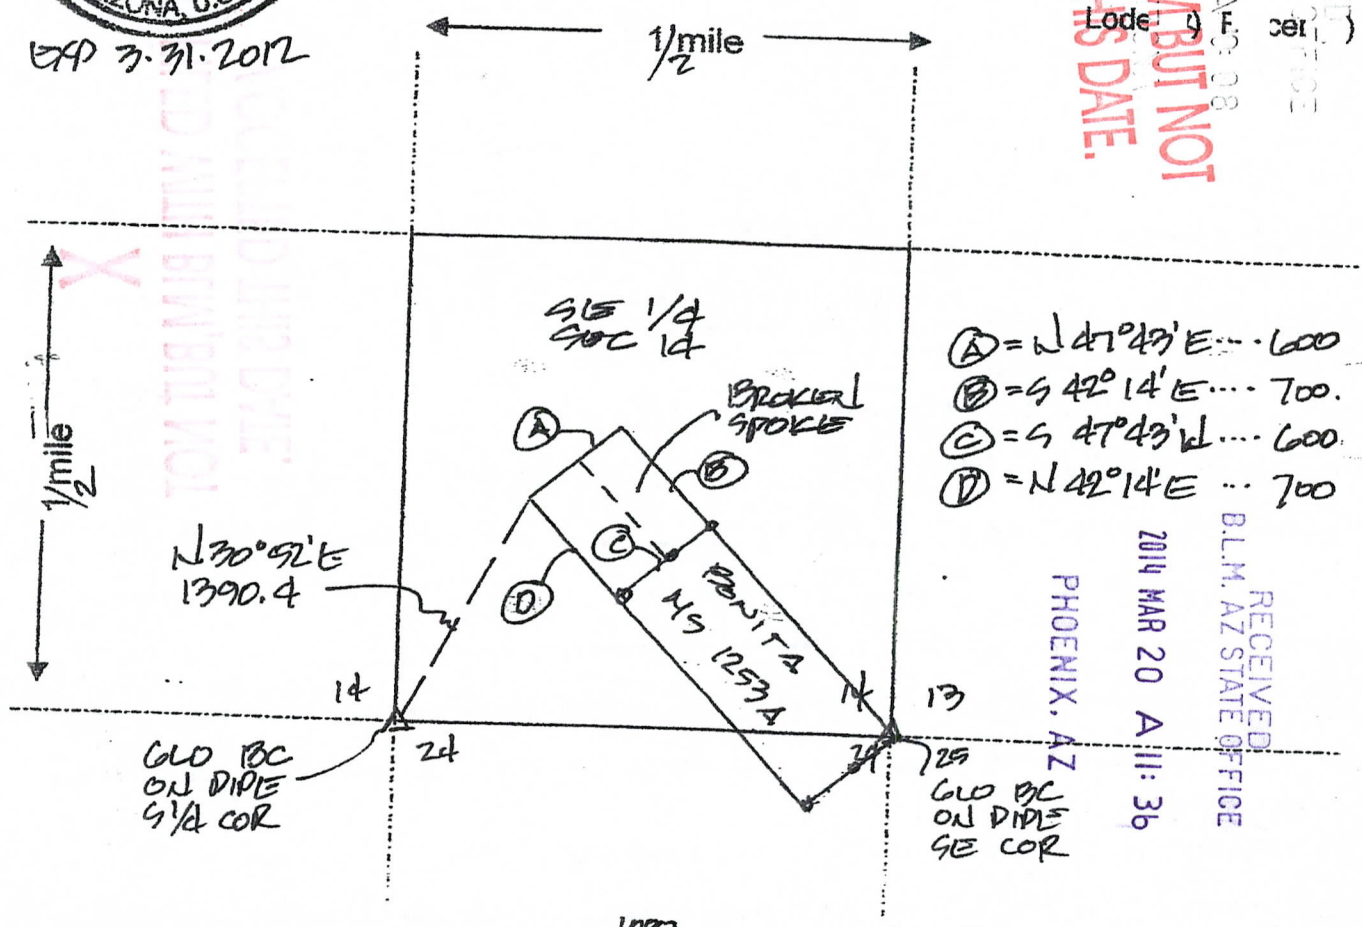 ZONA, U.S.
EXP 3.31.2012
1/2 mile
Lode
M BUT NOT
HIS DATE.
1/2 mile
SE 1/4
SEC 14
BROKEN
SPOKE
A = N 47°43'E .... 600
B = S 42°14'E .... 700.
C = S 47°43'W .... 600.
D = N 42°14'E ... 700
A
B
C
D
N 30°52'E
1390.4
BONITA
MS 1253A
14
24
14
13
24
25
GLO BC
ON PIPE
S 1/4 COR
GLO BC
ON PIPE
SE COR
RECEIVED
B.L.M. AZ STATE OFFICE
2014 MAR 20 A 11: 36
PHOENIX, AZ
X